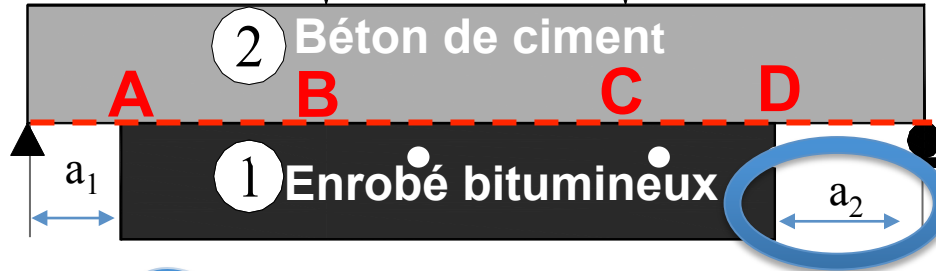 2 Béton de ciment
A B C D
a₁ 1 Enrobé bitumineux a₂